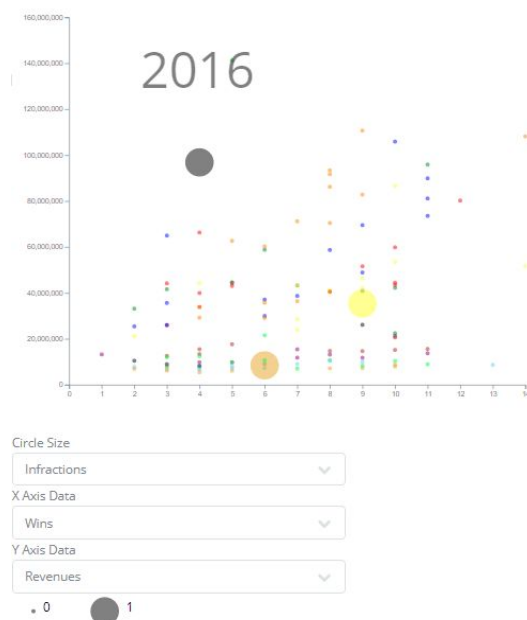 160,000,000
140,000,000
2016
120,000,000
100,000,000
80,000,000
60,000,000
40,000,000
20,000,000
0
0 1 2 3 4 5 6 7 8 9 10 11 12 13 14
Circle Size
Infractions
X Axis Data
Wins
Y Axis Data
Revenues
0 1